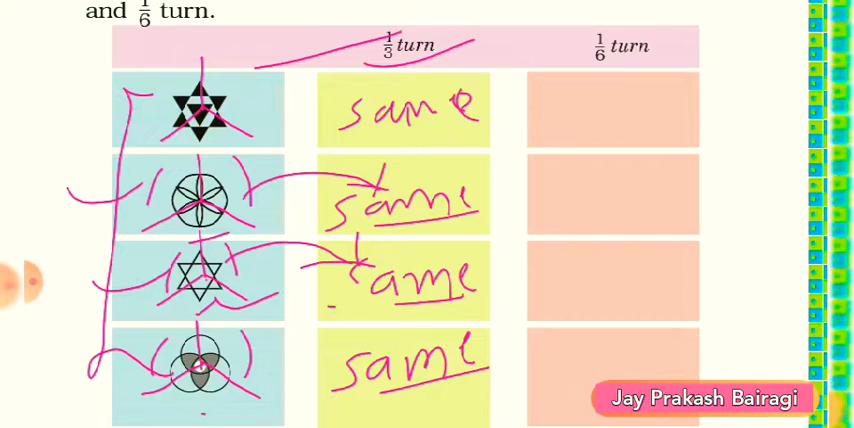 and 1/6 turn.
1/3 turn 1/6 turn
same
same
same
same
Jay Prakash Bairagi